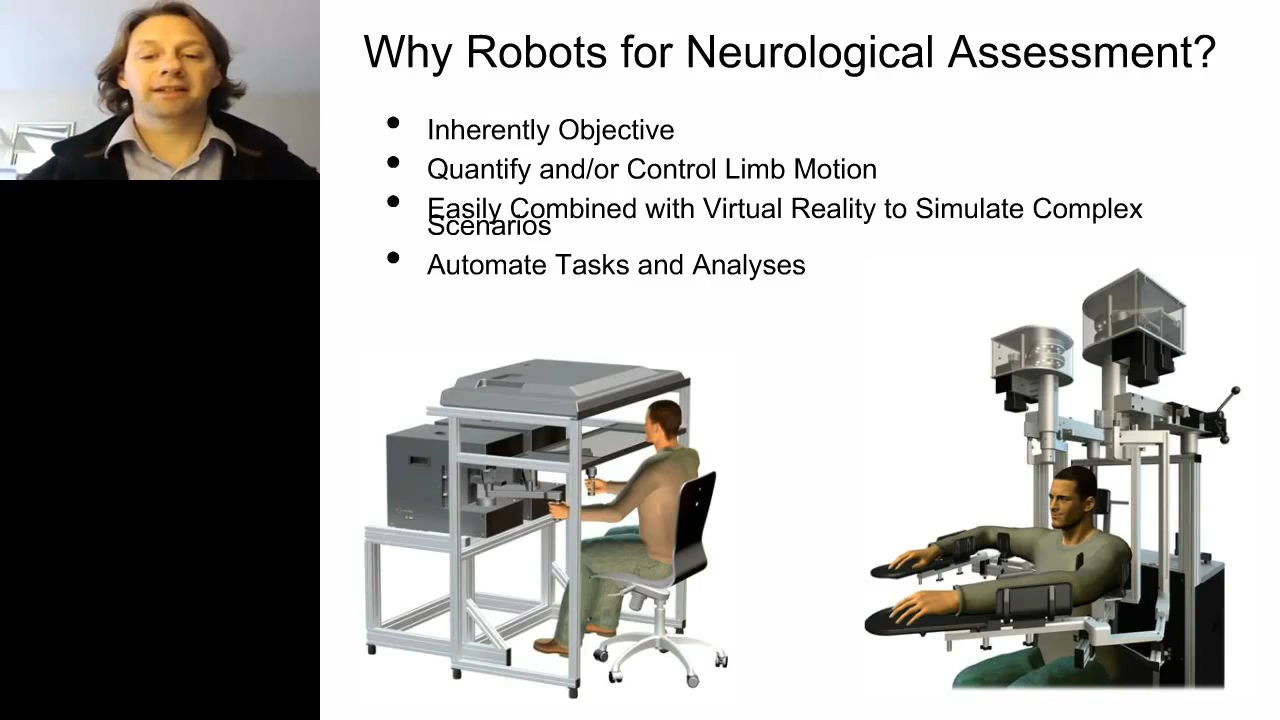 Why Robots for Neurological Assessment?
• Inherently Objective
• Quantify and/or Control Limb Motion
• Easily Combined with Virtual Reality to Simulate Complex
Scenarios
• Automate Tasks and Analyses